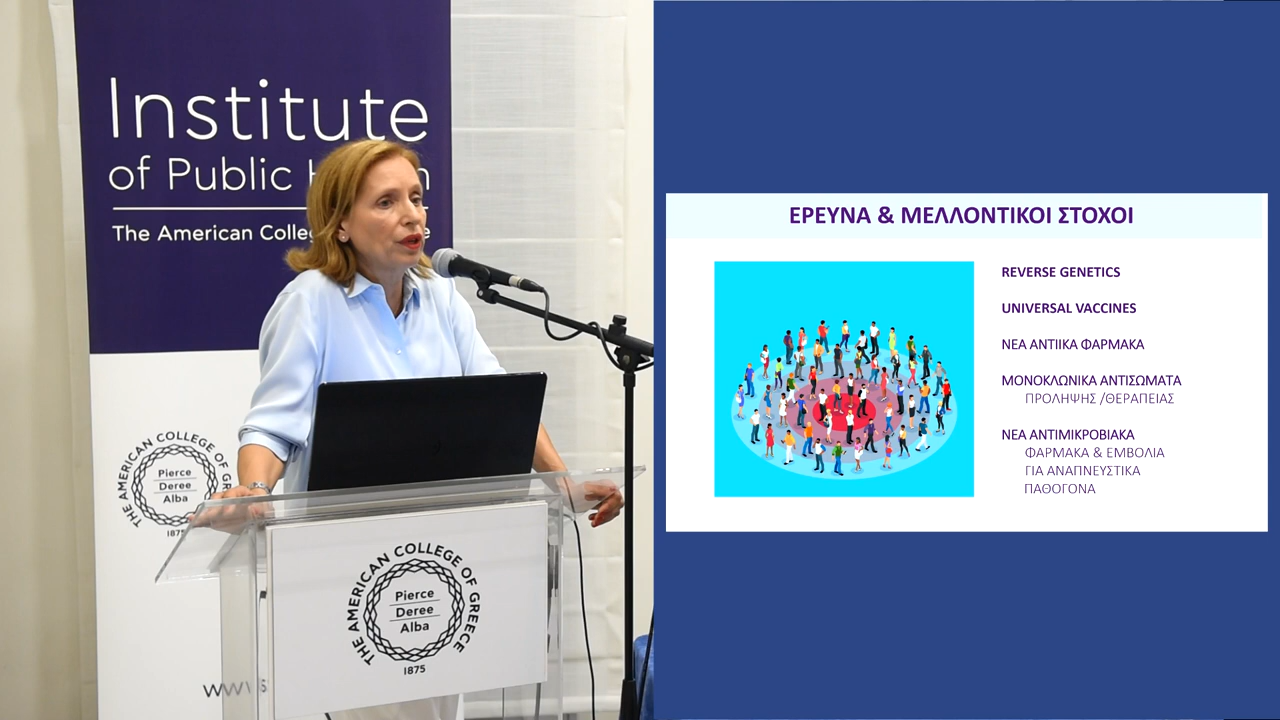 Institute
of Public
The American
THE AMERICAN COLLEGE OF
Pierce
Deree
Alba
1875
THE AMERICAN COLLEGE OF GREECE
Pierce
Deree
Alba
1875
ΕΡΕΥΝΑ & ΜΕΛΛΟΝΤΙΚΟΙ ΣΤΟΧΟΙ
REVERSE GENETICS
UNIVERSAL VACCINES
ΝΕΑ ΑΝΤΙΙΚΑ ΦΑΡΜΑΚΑ
ΜΟΝΟΚΛΩΝΙΚΑ ΑΝΤΙΣΩΜΑΤΑ
ΠΡΟΛΗΨΗΣ /ΘΕΡΑΠΕΙΑΣ
ΝΕΑ ΑΝΤΙΜΙΚΡΟΒΙΑΚΑ
ΦΑΡΜΑΚΑ & ΕΜΒΟΛΙΑ
ΓΙΑ ΑΝΑΠΝΕΥΣΤΙΚΑ
ΠΑΘΟΓΟΝΑ